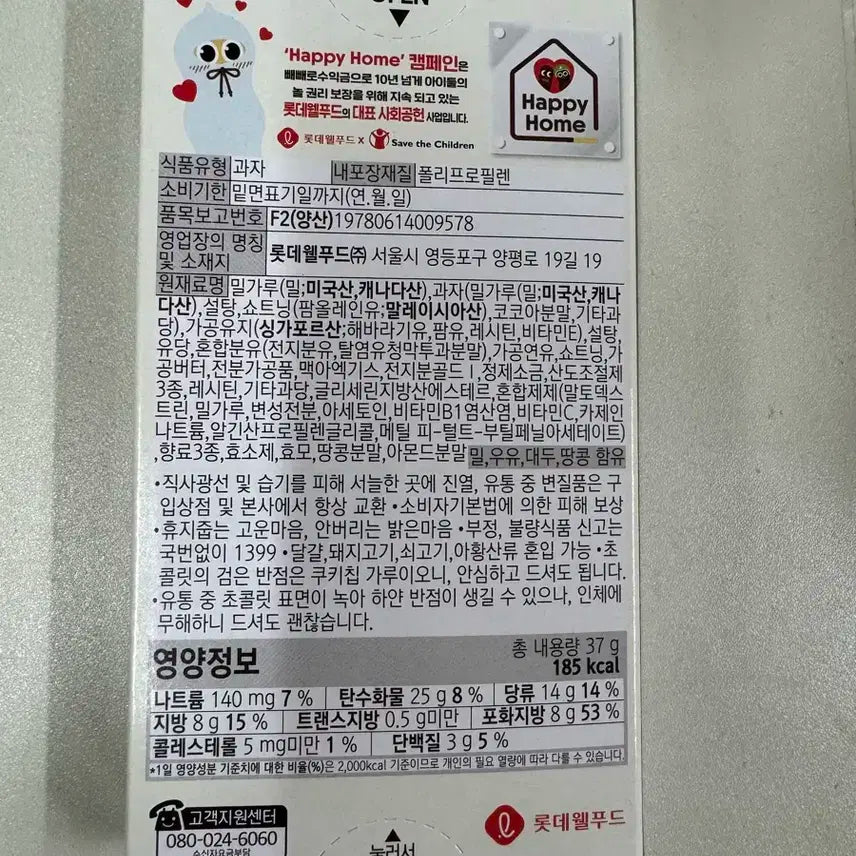 OPEN
'Happy Home' 캠페인은
빼빼로수익금으로 10년 넘게 아이들의
놀 권리 보장을 위해 지속 되고 있는
롯데웰푸드의 대표 사회공헌 사업입니다.
롯데웰푸드 x Save the Children
Happy
Home
식품유형 과자 내포장재질 폴리프로필렌
소비기한 밑면표기일까지(연.월.일)
품목보고번호 F2(양산)19780614009578
영업장의 명칭
및 소재지 롯데웰푸드㈜ 서울시 영등포구 양평로 19길 19
원재료명 밀가루(밀;미국산,캐나다산),과자(밀가루(밀;미국산,캐나
다산),설탕,쇼트닝(팜올레인유;말레이시아산),코코아분말,기타과
당),가공유지(싱가포르산;해바라기유,팜유,레시틴,비타민E),설탕,
유당,혼합분유(전지분유,탈염유청막투과분말),가공연유,쇼트닝,가
공버터,전분가공품,맥아엑기스,전지분골드Ⅰ,정제소금,산도조절제
3종,레시틴,기타과당,글리세린지방산에스테르,혼합제제(말토덱스
트린,밀가루,변성전분,아세토인,비타민B1염산염,비타민C,카제인
나트륨,알긴산프로필렌글리콜,메틸 피-털트-부틸페닐아세테이트)
,향료3종,효소제,효모,땅콩분말,아몬드분말 밀,우유,대두,땅콩 함유
•직사광선 및 습기를 피해 서늘한 곳에 진열, 유통 중 변질품은 구
입상점 및 본사에서 항상 교환 •소비자기본법에 의한 피해 보상
•휴지줍는 고운마음, 안버리는 밝은마음 •부정, 불량식품 신고는
국번없이 1399 •달걀,돼지고기,쇠고기,아황산류 혼입 가능 •초
콜릿의 검은 반점은 쿠키칩 가루이오니, 안심하고 드셔도 됩니다.
•유통 중 초콜릿 표면이 녹아 하얀 반점이 생길 수 있으나, 인체에
무해하니 드셔도 괜찮습니다.
영양정보 총 내용량 37 g
185 kcal
나트륨 140 mg 7 % 탄수화물 25 g 8 % 당류 14 g 14 %
지방 8 g 15 % 트랜스지방 0.5 g미만 포화지방 8 g 53 %
콜레스테롤 5 mg미만 1 % 단백질 3 g 5 %
*1일 영양성분 기준치에 대한 비율(%)은 2,000kcal 기준이므로 개인의 필요 열량에 따라 다를 수 있습니다.
고객지원센터
080-024-6060
수신자요금부담
눌러서
롯데웰푸드